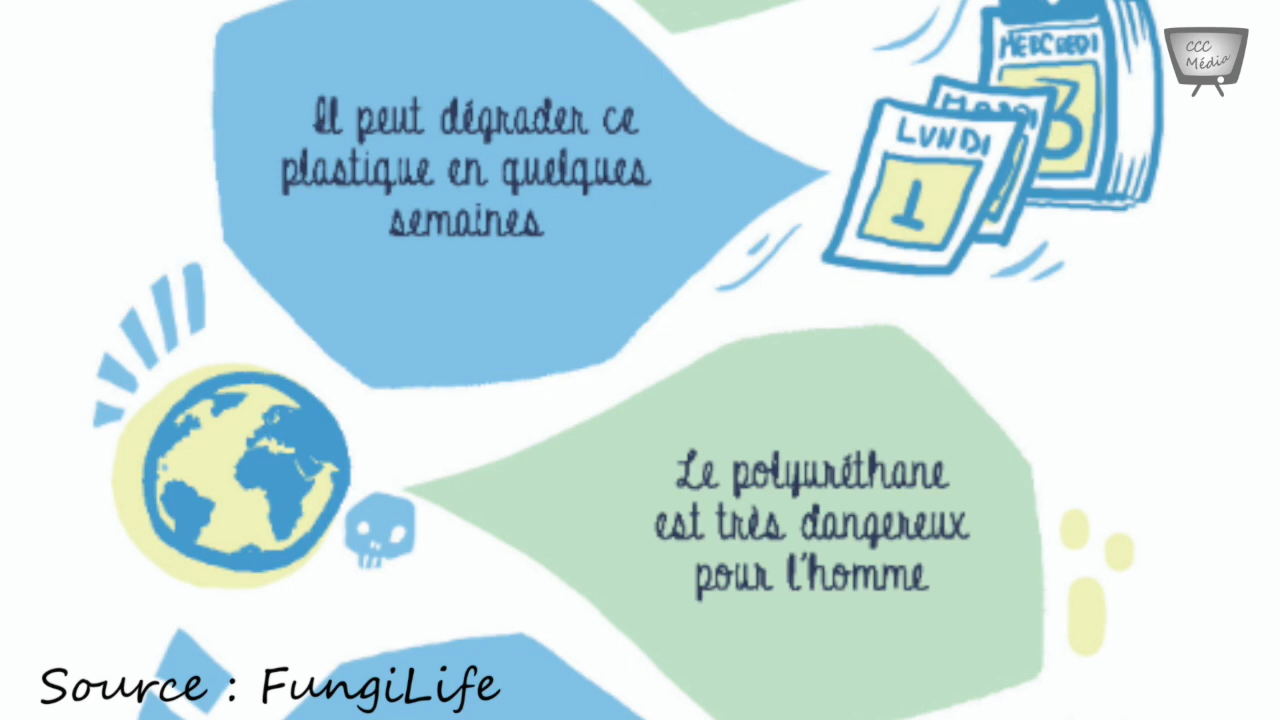 MERCREDI
MARDI
3
LUNDI
1
CCC
Média
Il peut dégrader ce
plastique en quelques
semaines
Le polyuréthane
est très dangereux
pour l'homme
Source : FungiLife